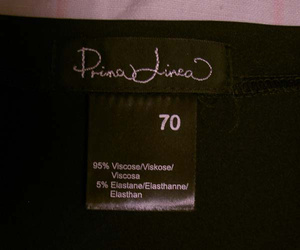 Prima Linea
70
95% Viscose/Viskose/
Viscosa
5% Elastane/Elasthanne/
Elasthan